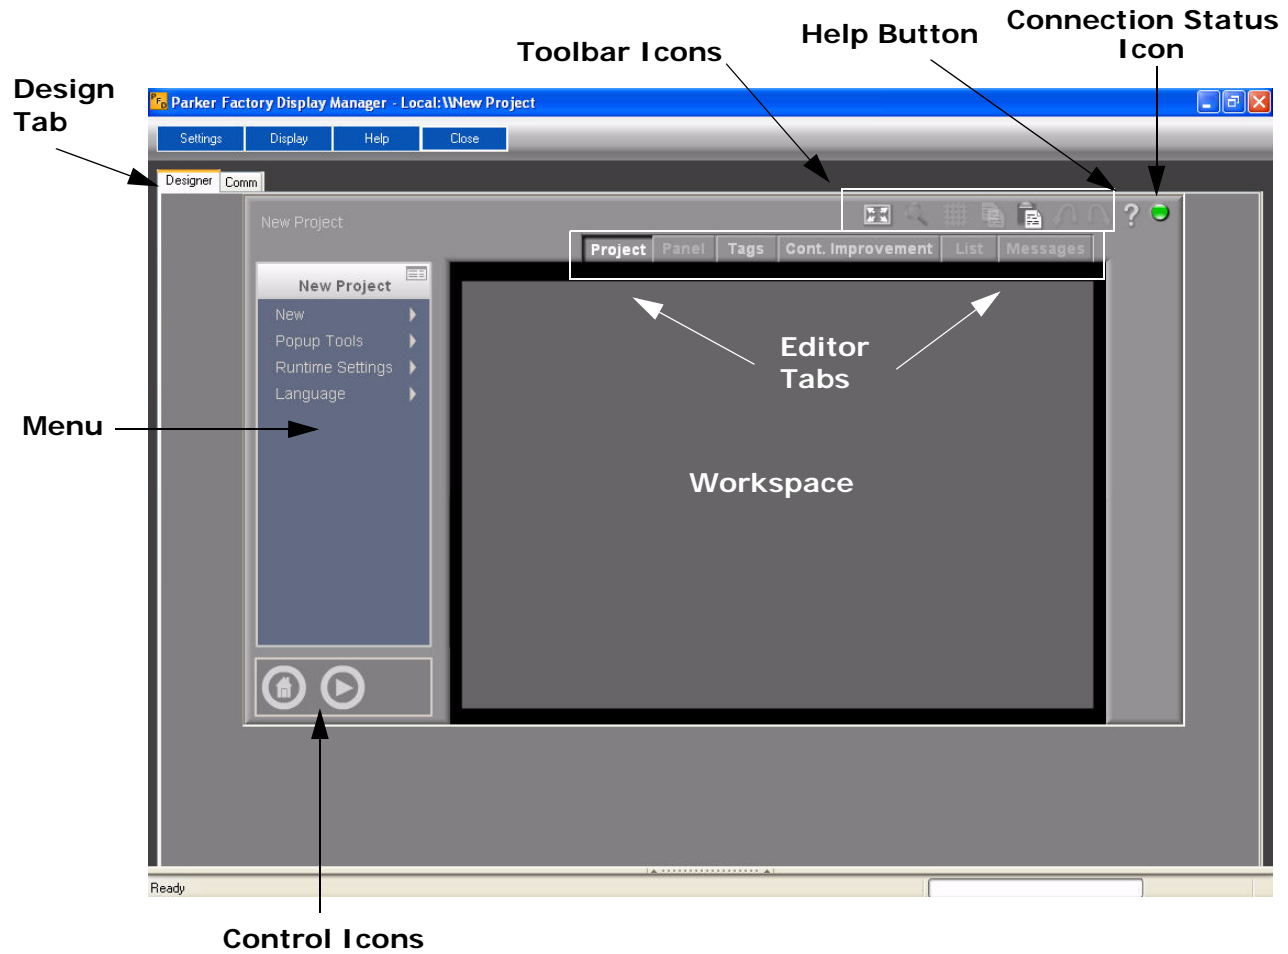 Connection Status
Icon
Help Button
Toolbar Icons
Design
Tab
PFD Parker Factory Display Manager - Local:\\New Project
Settings Display Help Close
Designer Comm
New Project ?
Project Panel Tags Cont. Improvement List Messages
New Project
New
Popup Tools
Runtime Settings
Language
Editor
Tabs
Menu
Workspace
Ready
Control Icons